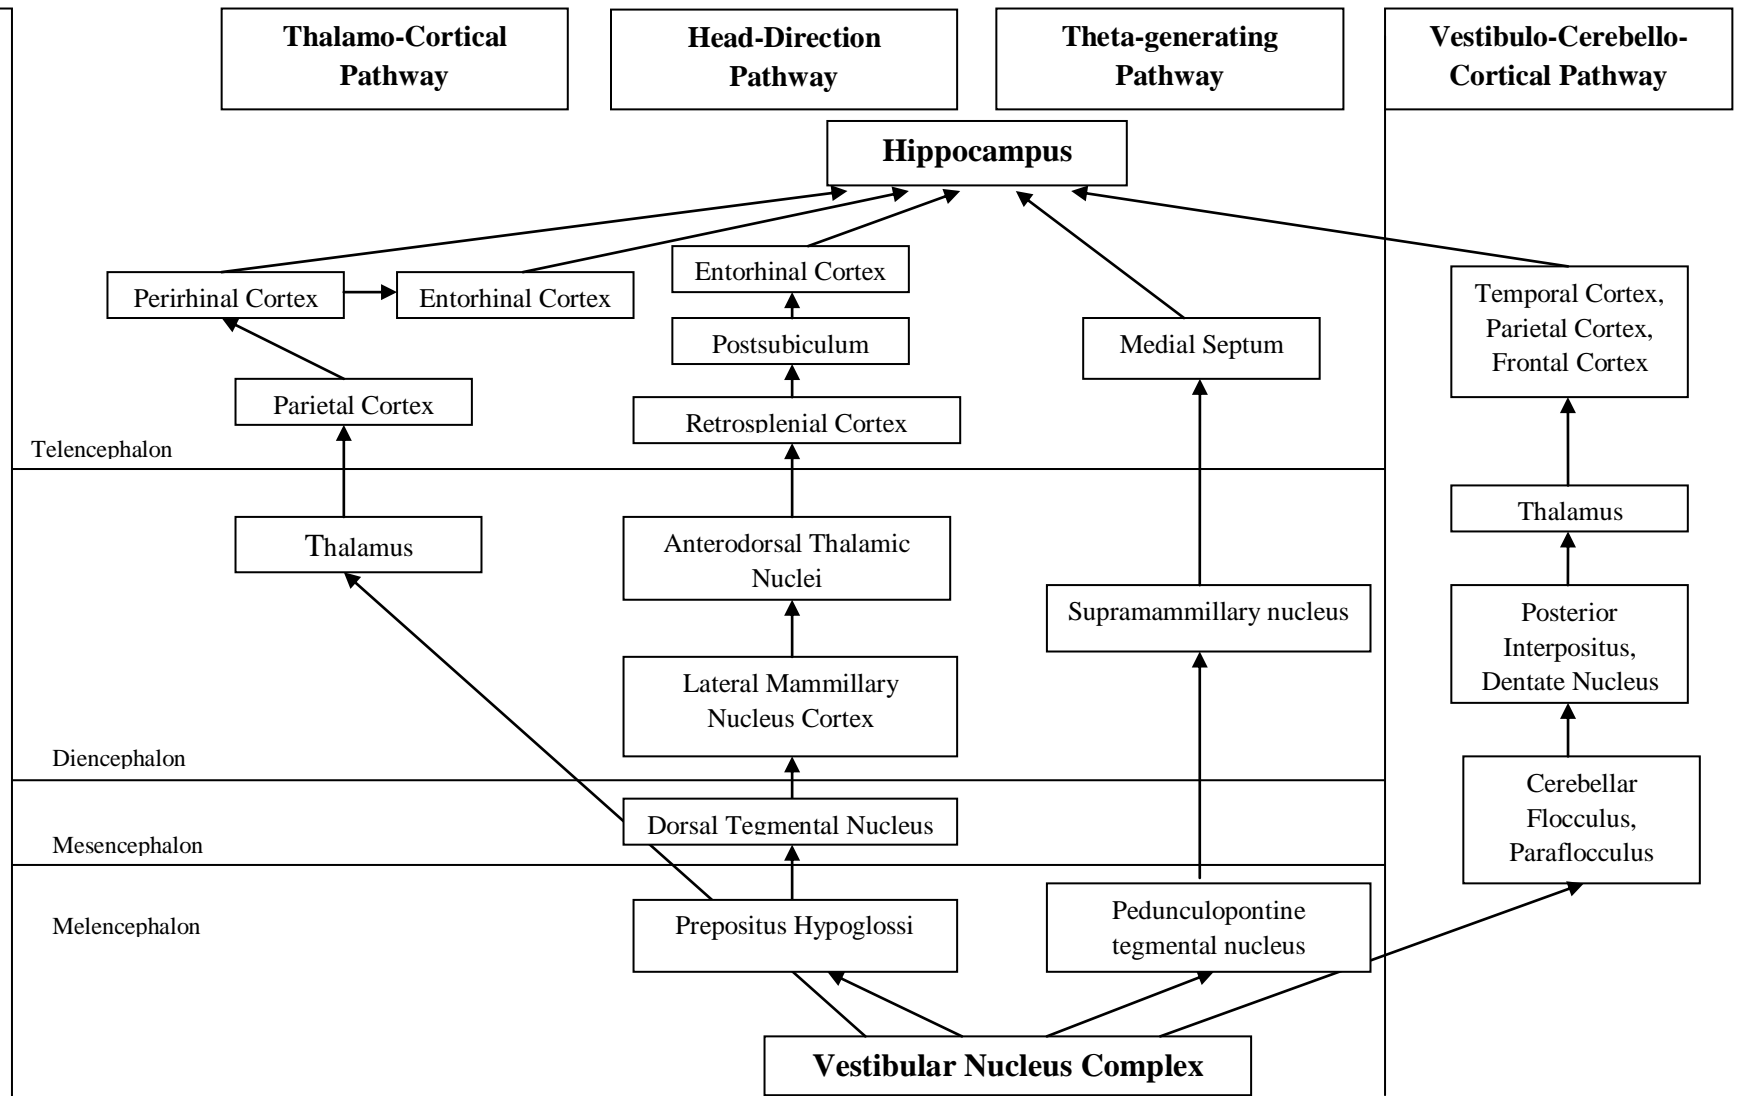 Thalamo-Cortical
Pathway
Head-Direction
Pathway
Theta-generating
Pathway
Vestibulo-Cerebello-
Cortical Pathway
Hippocampus
Perirhinal Cortex
Entorhinal Cortex
Entorhinal Cortex
Postsubiculum
Medial Septum
Temporal Cortex,
Parietal Cortex,
Frontal Cortex
Parietal Cortex
Retrosplenial Cortex
Telencephalon
Thalamus
Anterodorsal Thalamic
Nuclei
Thalamus
Supramammillary nucleus
Posterior
Interpositus,
Dentate Nucleus
Lateral Mammillary
Nucleus Cortex
Diencephalon
Dorsal Tegmental Nucleus
Mesencephalon
Cerebellar
Flocculus,
Paraflocculus
Melencephalon
Prepositus Hypoglossi
Pedunculopontine
tegmental nucleus
Vestibular Nucleus Complex